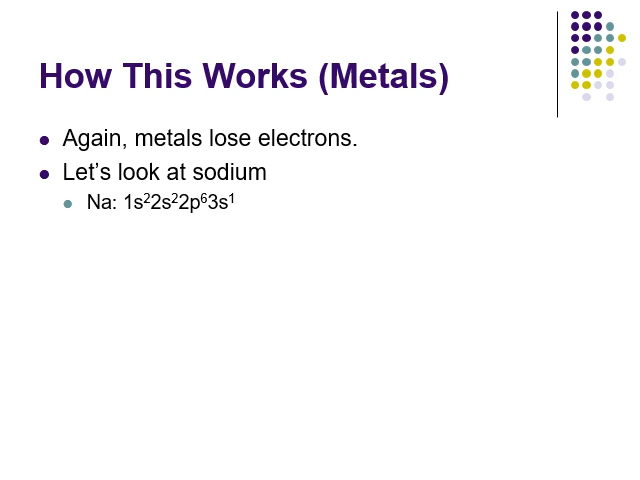 How This Works (Metals)
Again, metals lose electrons.
Let’s look at sodium
Na: 1s²2s²2p⁶3s¹